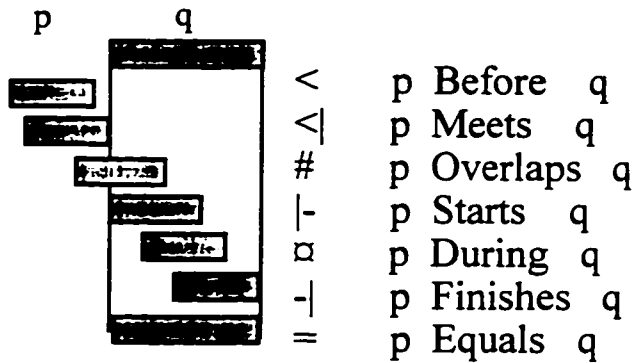 p q
< p Before q
<| p Meets q
# p Overlaps q
|- p Starts q
¤ p During q
-| p Finishes q
= p Equals q